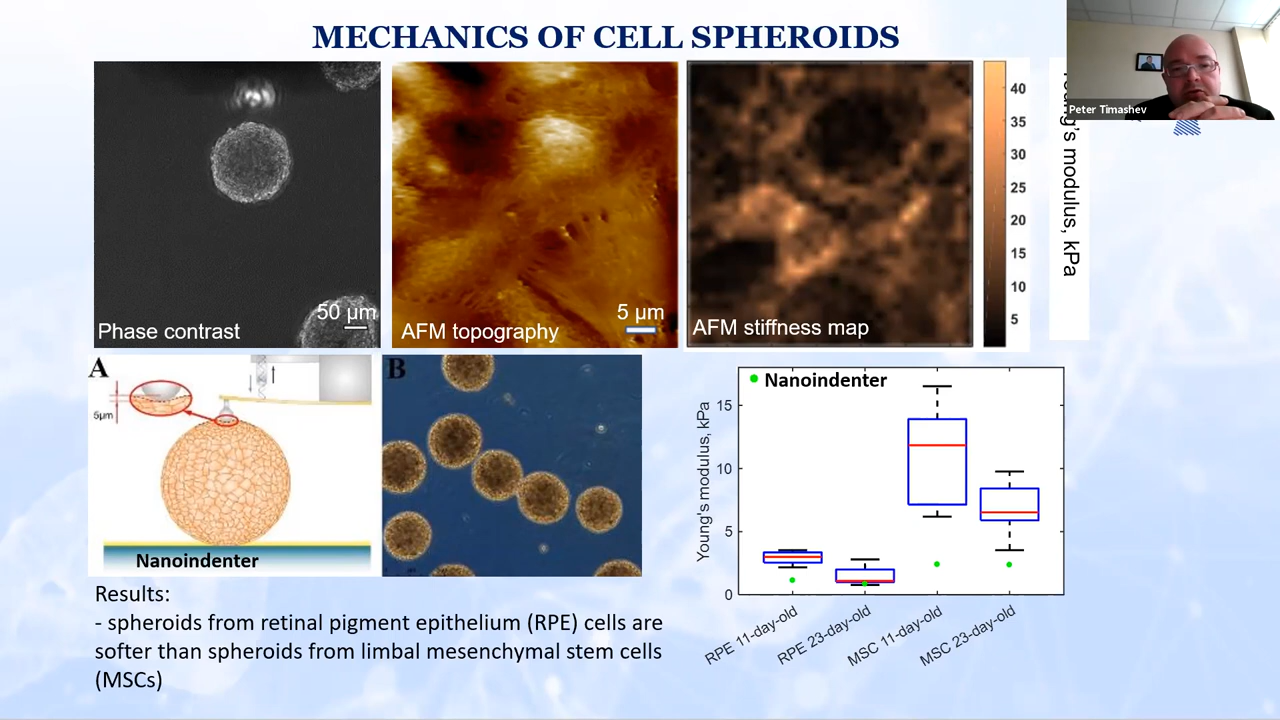 MECHANICS OF CELL SPHEROIDS
Peter Timashev
50 μm
Phase contrast
5 μm
AFM topography
AFM stiffness map
40
35
30
25
20
15
10
5
modulus, kPa
A
5μm
Nanoindenter
B
Nanoindenter
Young's modulus, kPa
15
10
5
0
RPE 11-day-old
RPE 23-day-old
MSC 11-day-old
MSC 23-day-old
Results:
- spheroids from retinal pigment epithelium (RPE) cells are
softer than spheroids from limbal mesenchymal stem cells
(MSCs)